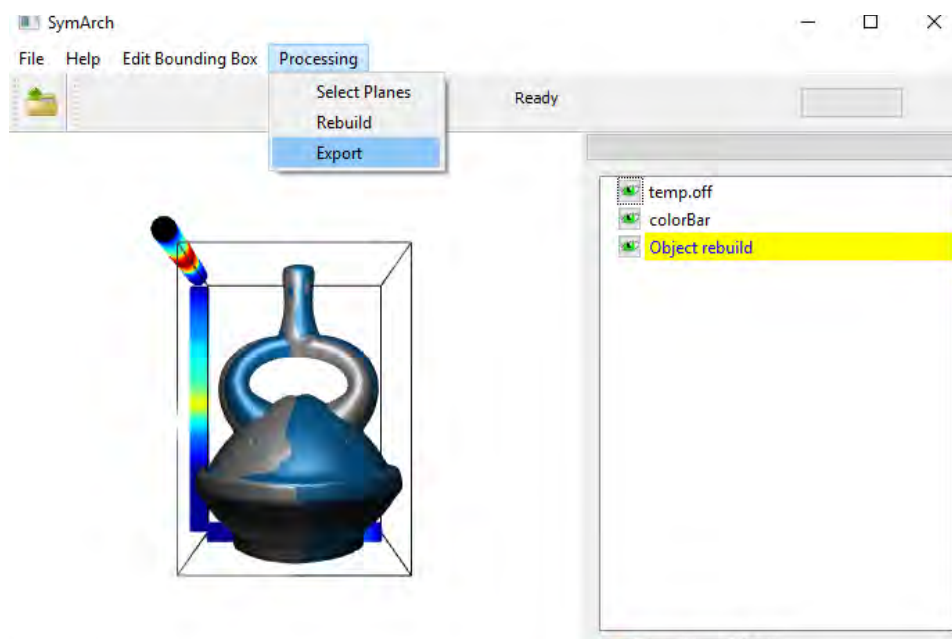 SymArch
File Help Edit Bounding Box Processing
Select Planes
Ready
Rebuild
Export
temp.off
colorBar
Object rebuild